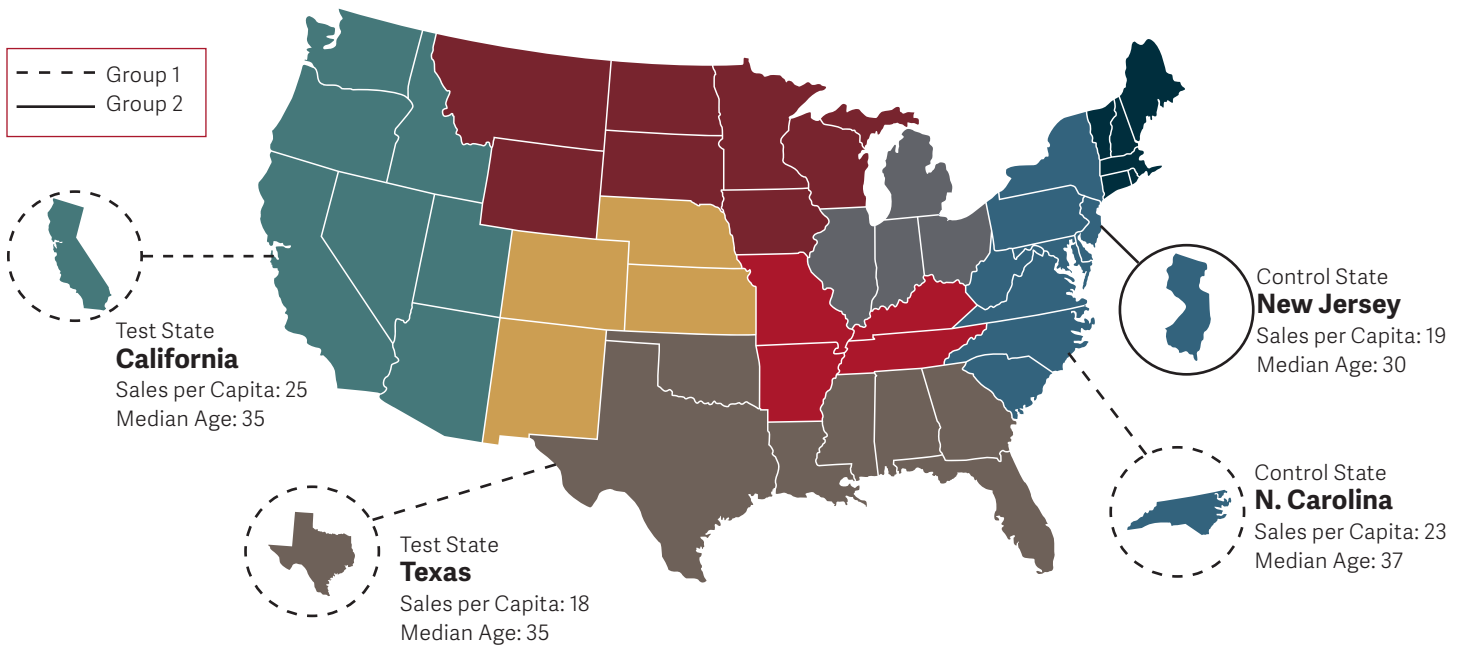 Group 1
Group 2
Test State
California
Sales per Capita: 25
Median Age: 35
Test State
Texas
Sales per Capita: 18
Median Age: 35
Control State
New Jersey
Sales per Capita: 19
Median Age: 30
Control State
N. Carolina
Sales per Capita: 23
Median Age: 37